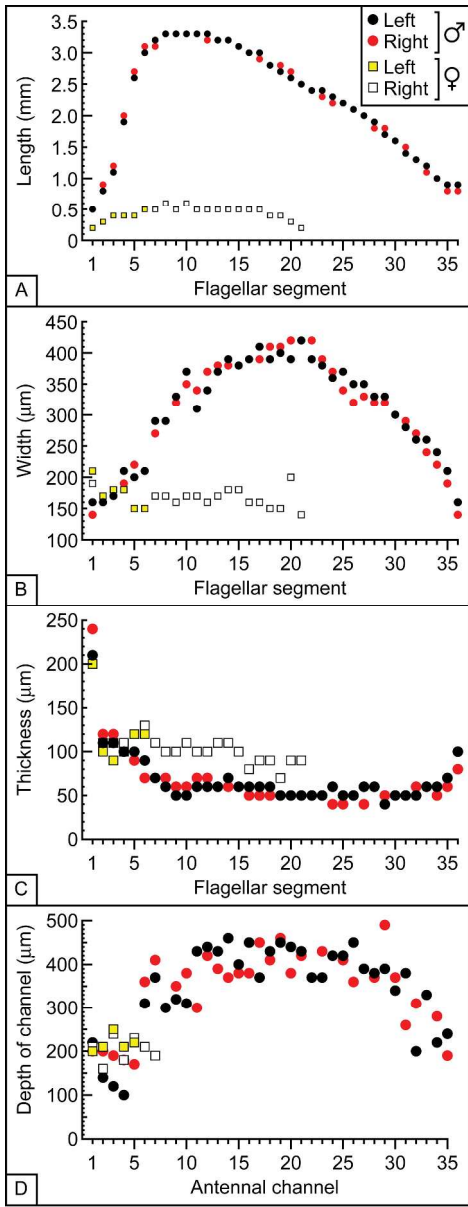 Left
Right
♂
Left
Right
♀
Length (mm)
3.5
3.0
2.5
2.0
1.5
1.0
0.5
0
1 5 10 15 20 25 30 35
Flagellar segment
A
Width (µm)
450
400
350
300
250
200
150
100
1 5 10 15 20 25 30 35
Flagellar segment
B
Thickness (µm)
250
200
150
100
50
0
1 5 10 15 20 25 30 35
Flagellar segment
C
Depth of channel (µm)
500
400
300
200
100
0
1 5 10 15 20 25 30 35
Antennal channel
D